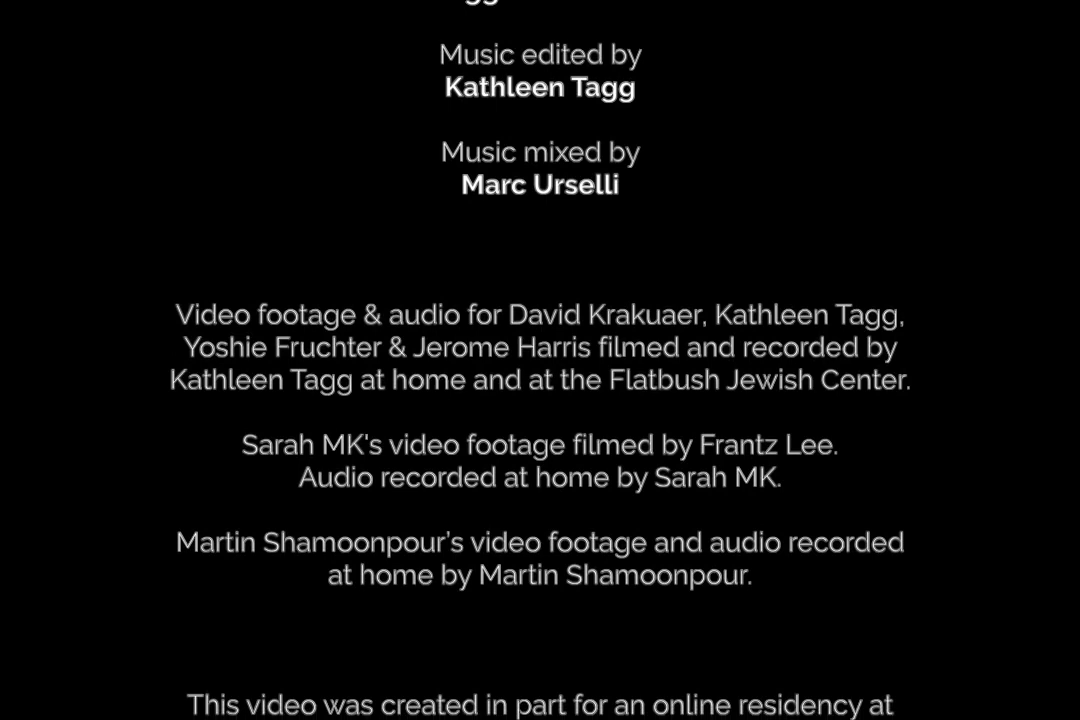 Music edited by
Kathleen Tagg
Music mixed by
Marc Urselli
Video footage & audio for David Krakuaer, Kathleen Tagg,
Yoshie Fruchter & Jerome Harris filmed and recorded by
Kathleen Tagg at home and at the Flatbush Jewish Center.
Sarah MK's video footage filmed by Frantz Lee.
Audio recorded at home by Sarah MK.
Martin Shamoonpour's video footage and audio recorded
at home by Martin Shamoonpour.
This video was created in part for an online residency at